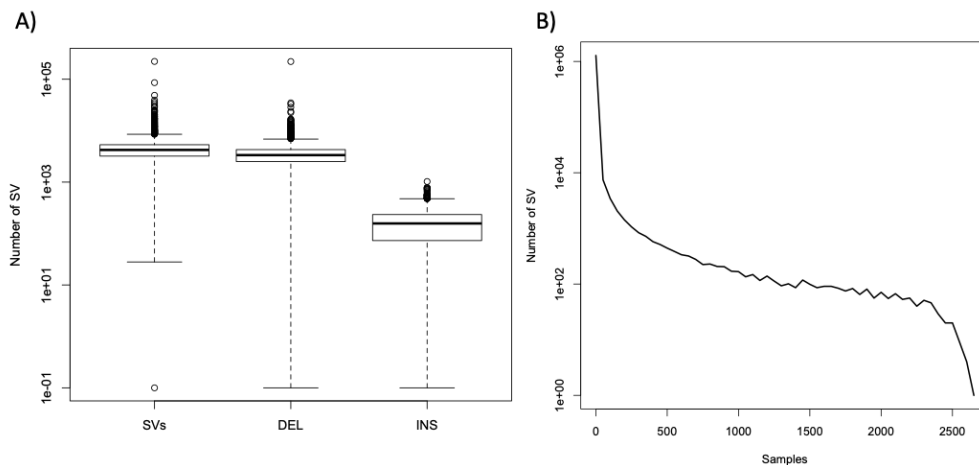 A)
Number of SV
1e+05
1e+03
1e+01
1e-01
SVs DEL INS
B)
Number of SV
1e+06
1e+04
1e+02
1e+00
0 500 1000 1500 2000 2500
Samples